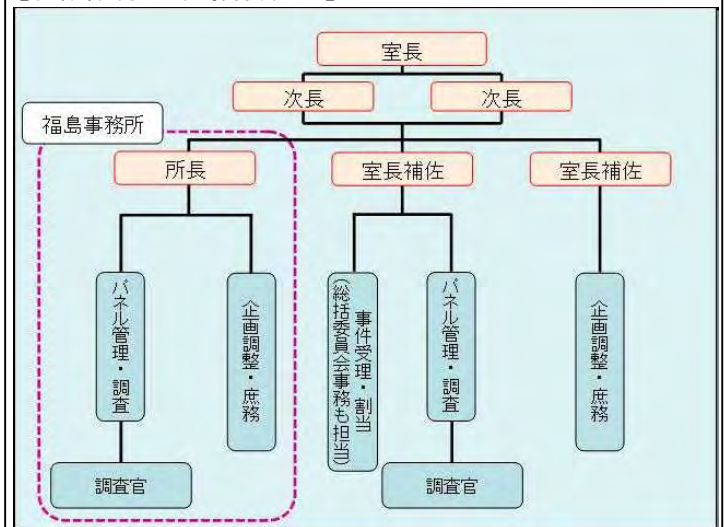 室長
次長
次長
福島事務所
所長
室長補佐
室長補佐
パネル管理・調査
企画調整・庶務
事件受理・割当
(総括委員会事務も担当)
パネル管理・調査
企画調整・庶務
調査官
調査官